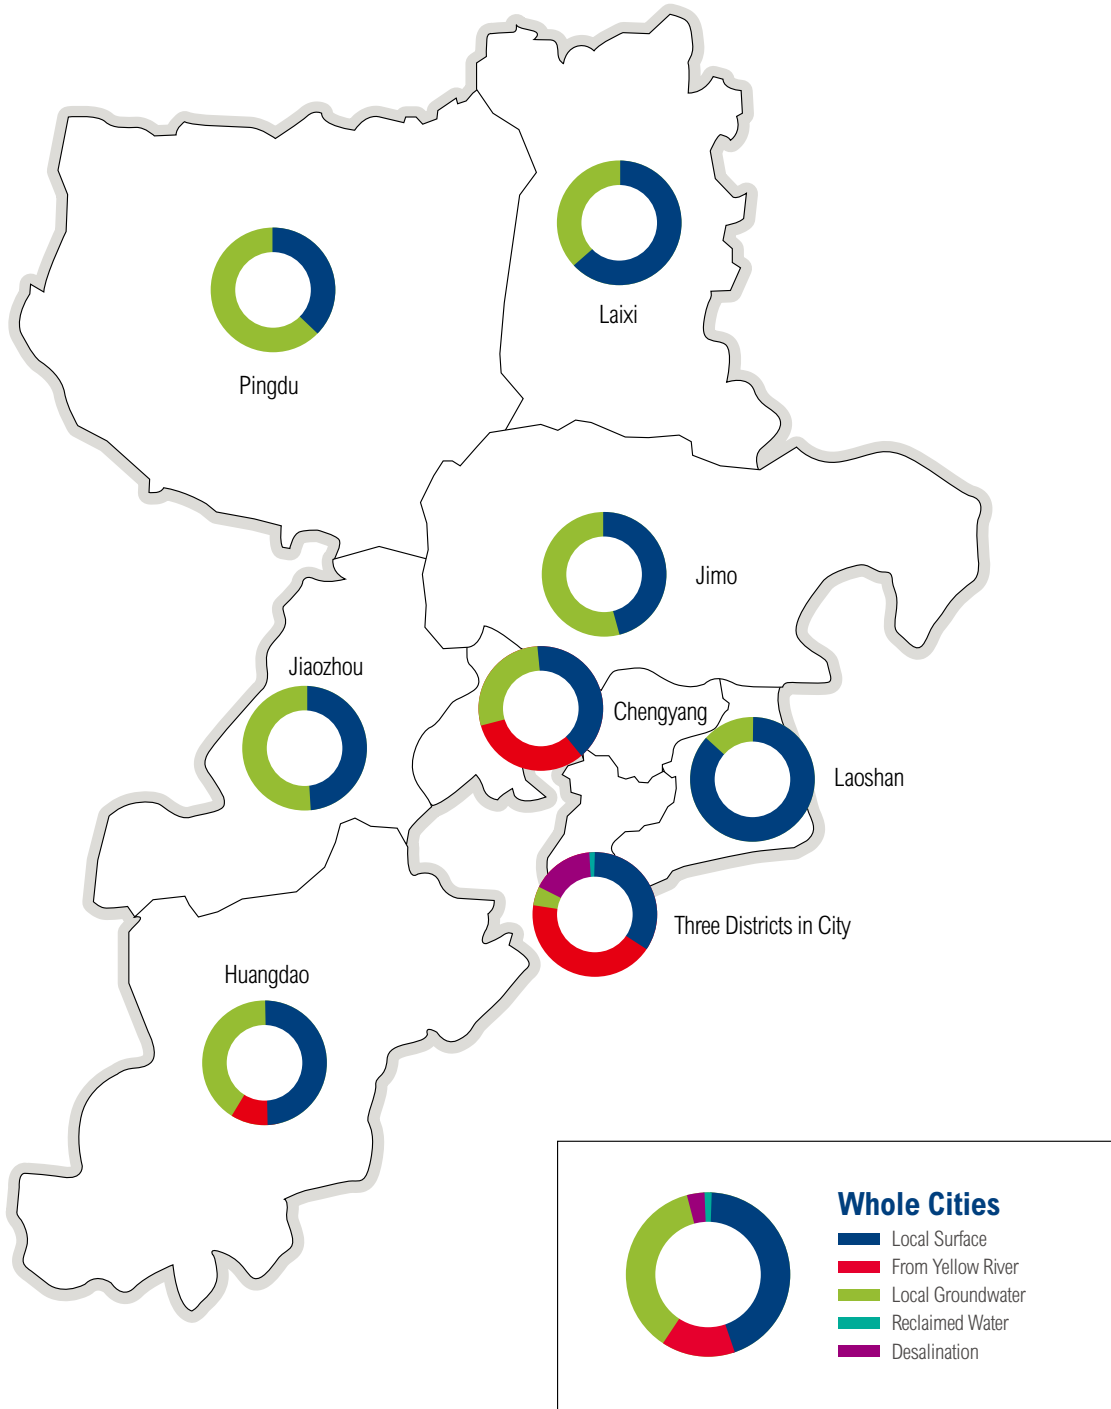 Laixi
Pingdu
Jimo
Jiaozhou
Chengyang
Laoshan
Three Districts in City
Huangdao
Whole Cities
Local Surface
From Yellow River
Local Groundwater
Reclaimed Water
Desalination